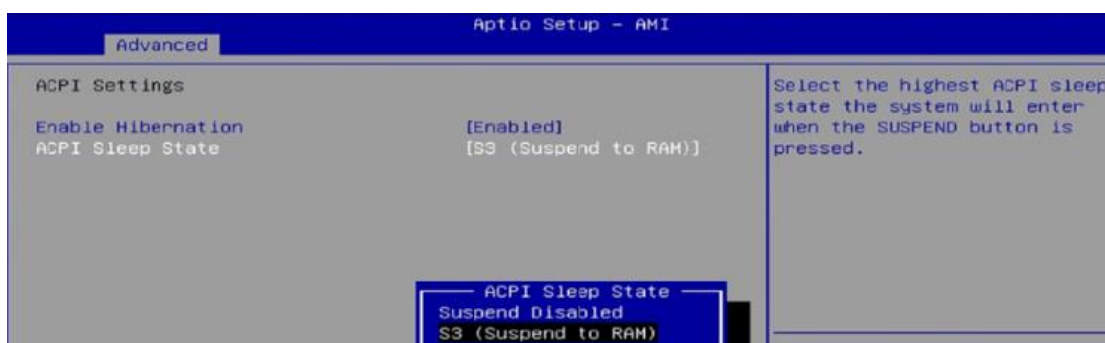 Aptio Setup – AMI
Advanced
ACPI Settings
Enable Hibernation [Enabled]
ACPI Sleep State [S3 (Suspend to RAM)]
Select the highest ACPI sleep
state the system will enter
when the SUSPEND button is
pressed.
ACPI Sleep State
Suspend Disabled
S3 (Suspend to RAM)